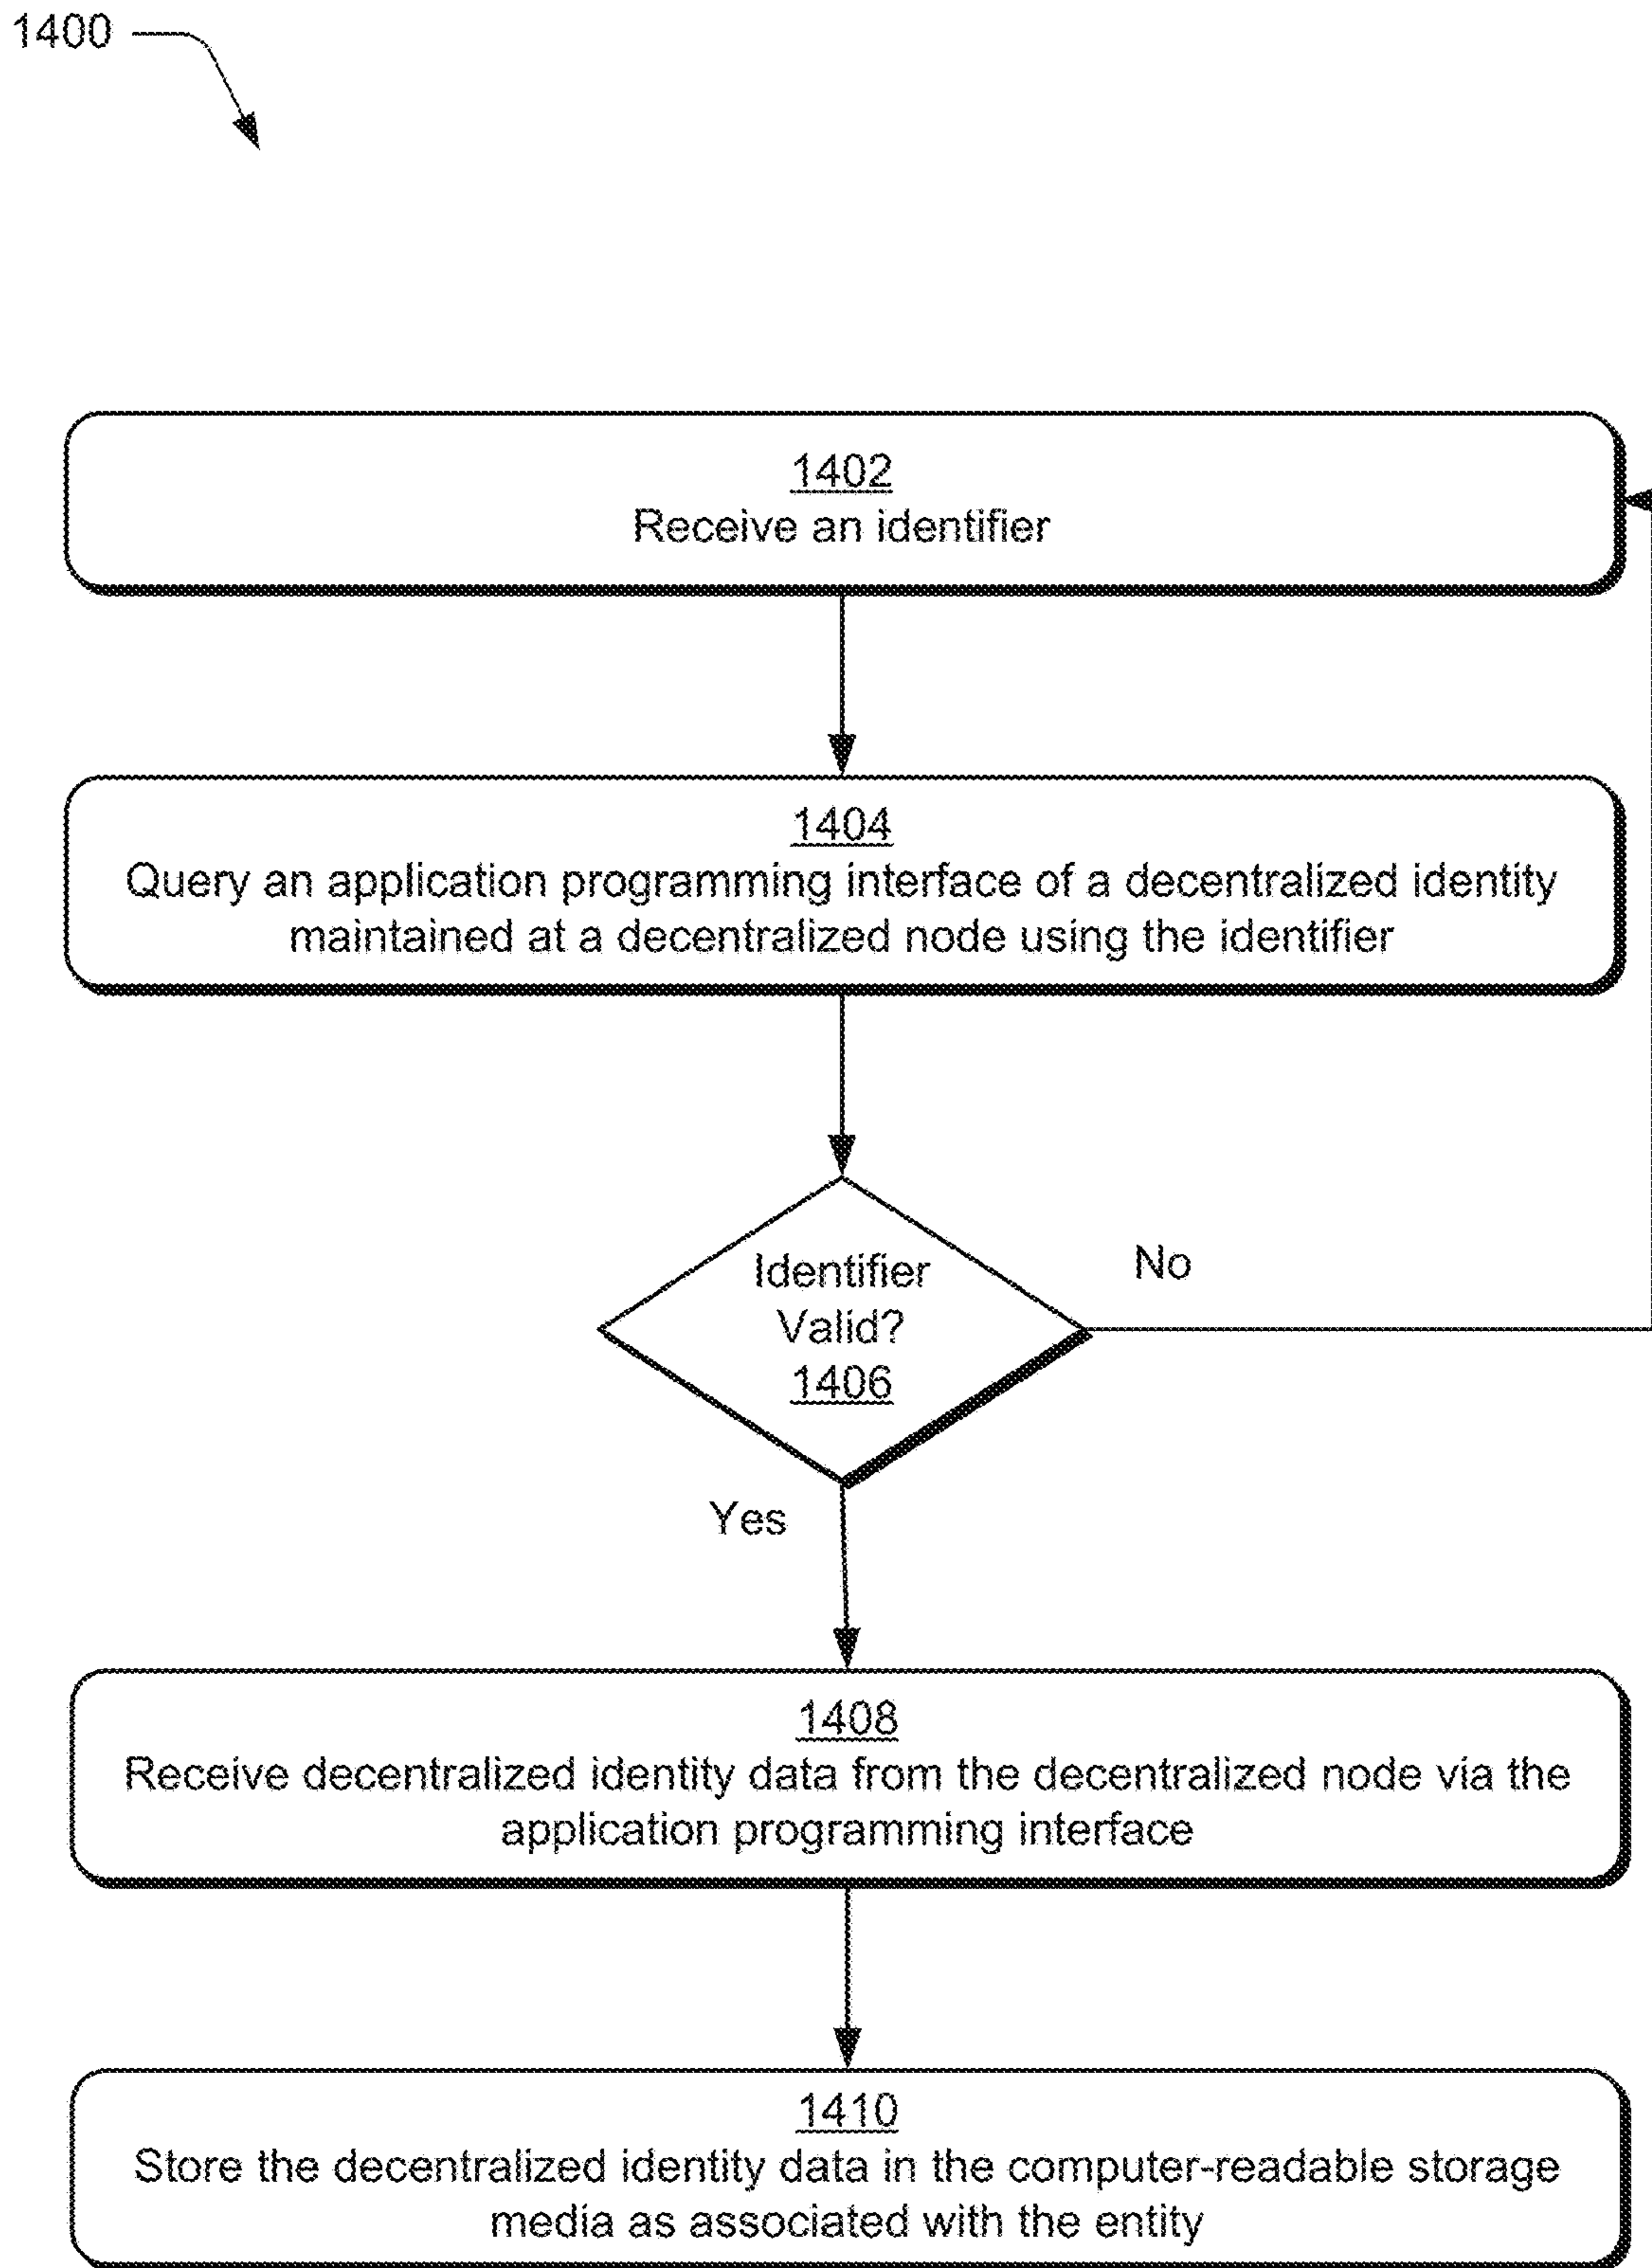 1400
1402
Receive an identifier
1404
Query an application programming interface of a decentralized identity
maintained at a decentralized node using the identifier
Identifier
Valid?
1406
No
Yes
1408
Receive decentralized identity data from the decentralized node via the
application programming interface
1410
Store the decentralized identity data in the computer-readable storage
media as associated with the entity